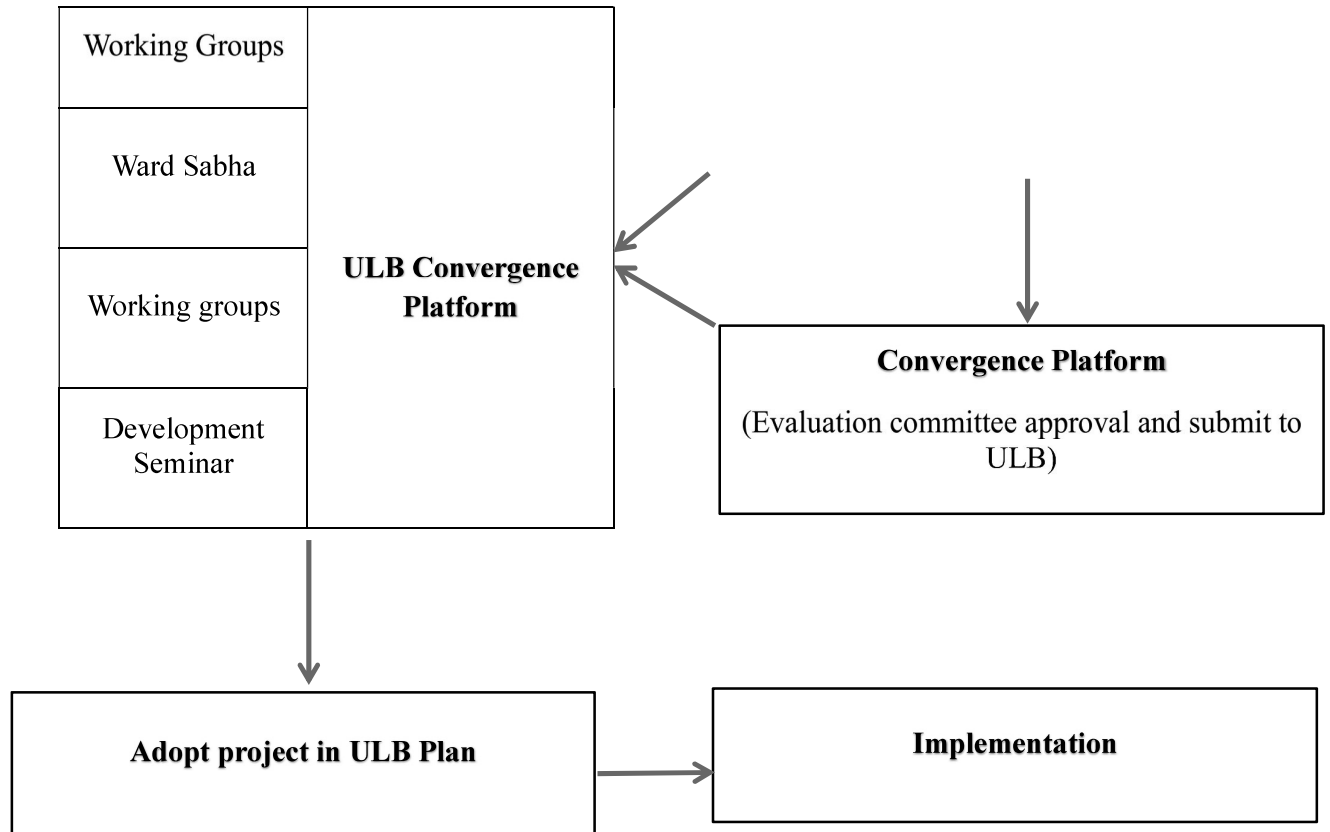 Working Groups
Ward Sabha
Working groups
Development
Seminar
ULB Convergence
Platform
Convergence Platform
(Evaluation committee approval and submit to
ULB)
Adopt project in ULB Plan
Implementation